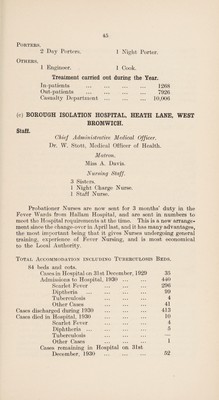 45
PORTERS.
2 Day Porters. 1 Night Porter.
OTHERS.
1 Engineer. 1 Cook.
Treatment carried out during the Year.
In-patients ... ... ... ... 1268
Out-patients ... ... ... ... 7926
Casualty Department ... ... ... 10,006
(c) BOROUGH ISOLATION HOSPITAL, HEATH LANE, WEST
BROMWICH.
Staff.
Chief Administrative Medical Officer.
Dr. W. Stott, Medical Officer of Health.
Matron.
Miss A. Davis.
Nursing Staff.
3 Sisters.
1 Night Charge Nurse.
1 Staff Nurse.
Probationer Nurses are now sent for 3 months' duty in the
Fever Wards from Hallam Hospital, and are sent in numbers to
meet the Hospital requirements at the time. This is a new arrange-
ment since the change-over in April last, and it has many advantages,
the most important being that it gives Nurses undergoing general
training, experience of Fever Nursing, and is most economical
to the Local Authority.
TOTAL ACCOMMODATION INCLUDING TUBERCULOSIS BEDS.
84 beds and cots.
Cases in Hospital on 31st December, 1929 35
Admissions to Hospital, 1930 ... ... 440
Scarlet Fever ... ... ... 296
Diptheria ... ... ... ... 99
Tuberculosis ... ... ... 4
Other Cases ... ... ... 41
Cases discharged during 1930 ... ... ... 413
Cases died in Hospital, 1930 ... ... ... 10
Scarlet Fever ... ... ... 4
Diphtheria ... ... ... ... 5
Tuberculosis ... ... ... —
Other Cases ... ... ... 1
Cases remaining in Hospital on 31st
December, 1930 ... ... ... 52